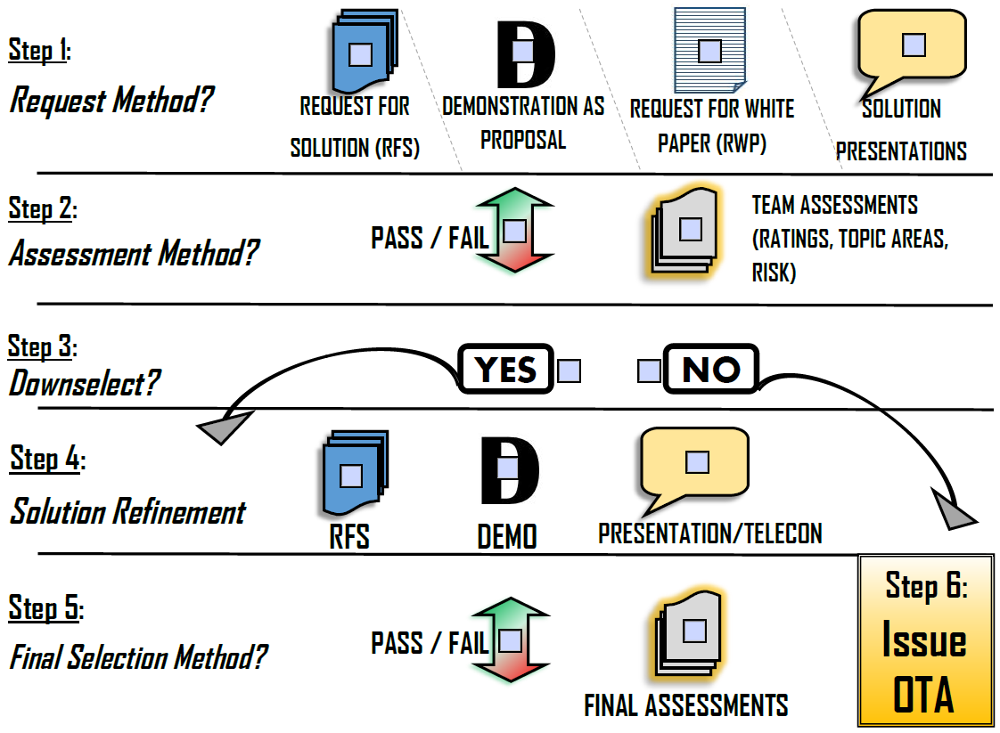 Step 1:
Request Method?
REQUEST FOR
SOLUTION (RFS)
D
DEMONSTRATION AS
PROPOSAL
REQUEST FOR WHITE
PAPER (RWP)
SOLUTION
PRESENTATIONS
Step 2:
Assessment Method?
PASS / FAIL
TEAM ASSESSMENTS
(RATINGS, TOPIC AREAS,
RISK)
Step 3:
Downselect?
YES
NO
Step 4:
Solution Refinement
RFS
D
DEMO
PRESENTATION/TELECON
Step 5:
Final Selection Method?
PASS / FAIL
FINAL ASSESSMENTS
Step 6:
Issue
OTA